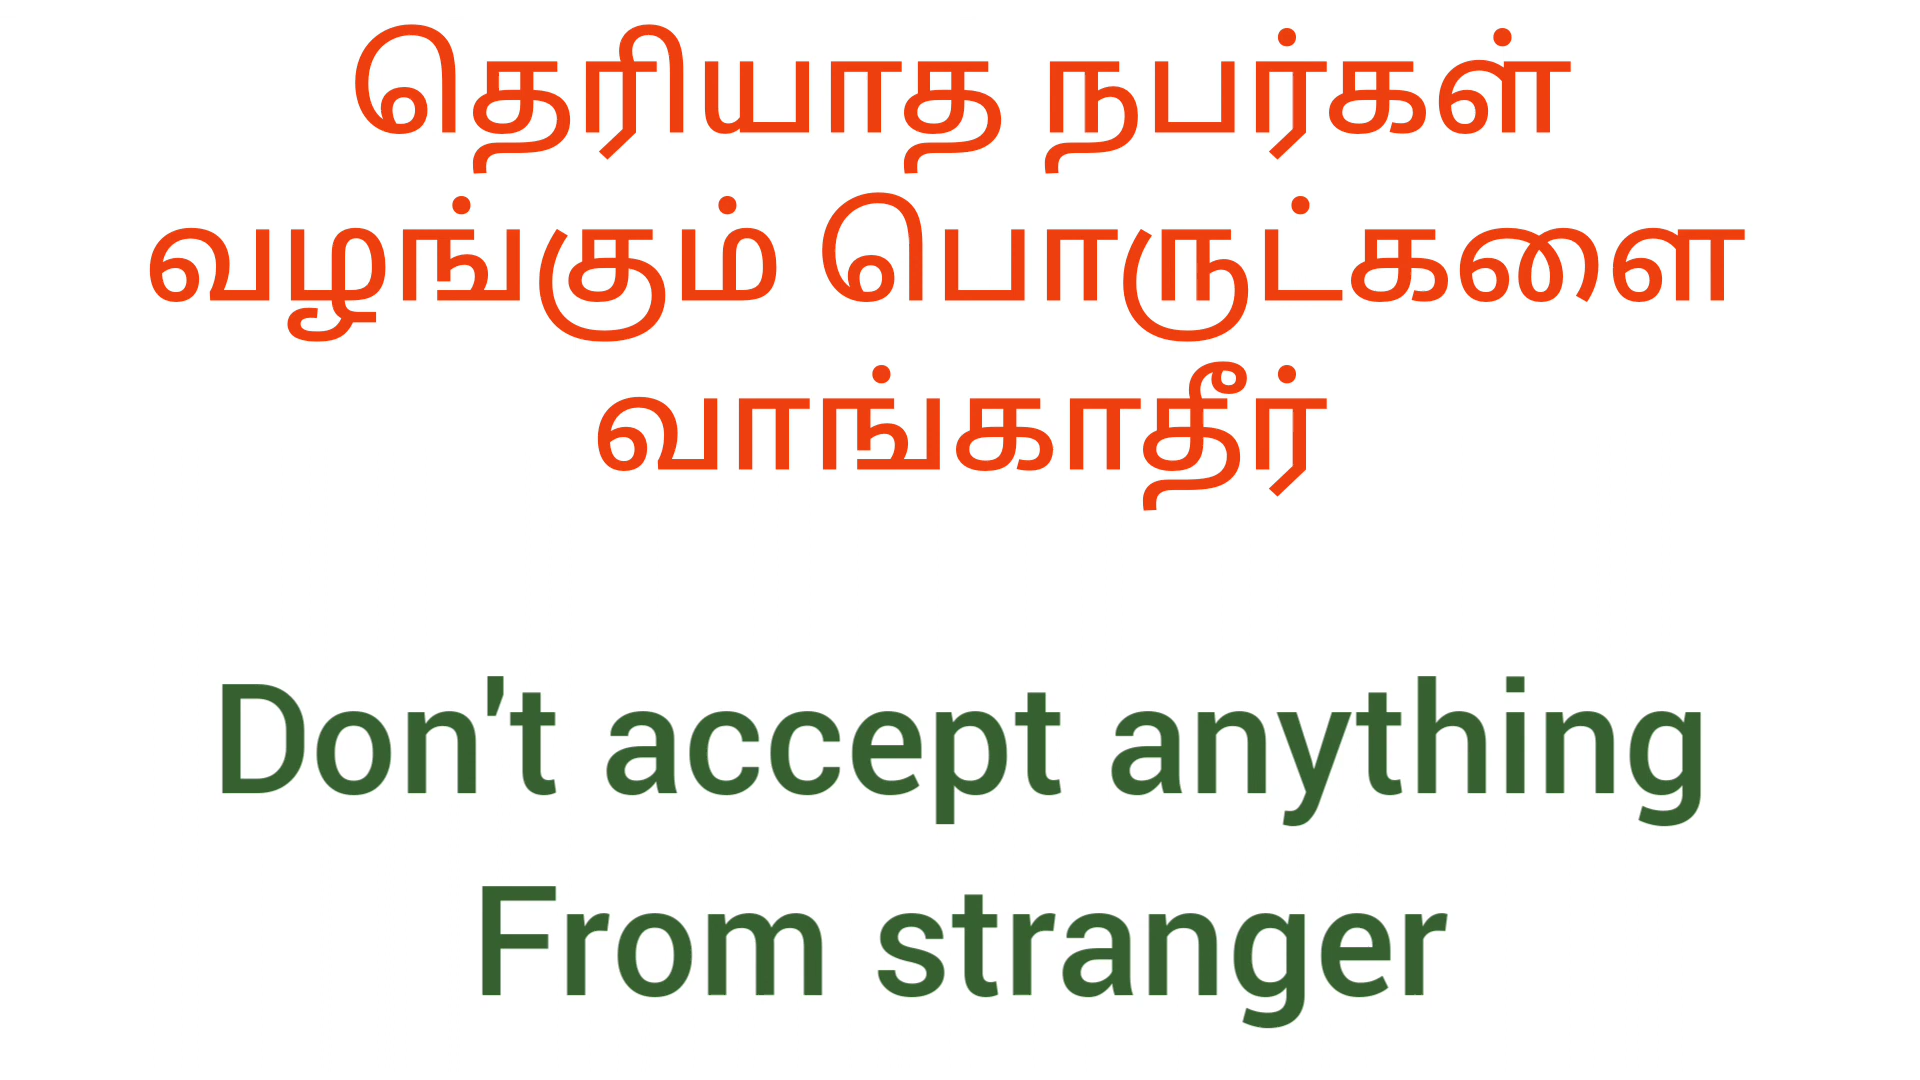 தெரியாத நபர்கள்
வழங்கும் பொருட்களை
வாங்காதீர்
Don't accept anything
From stranger